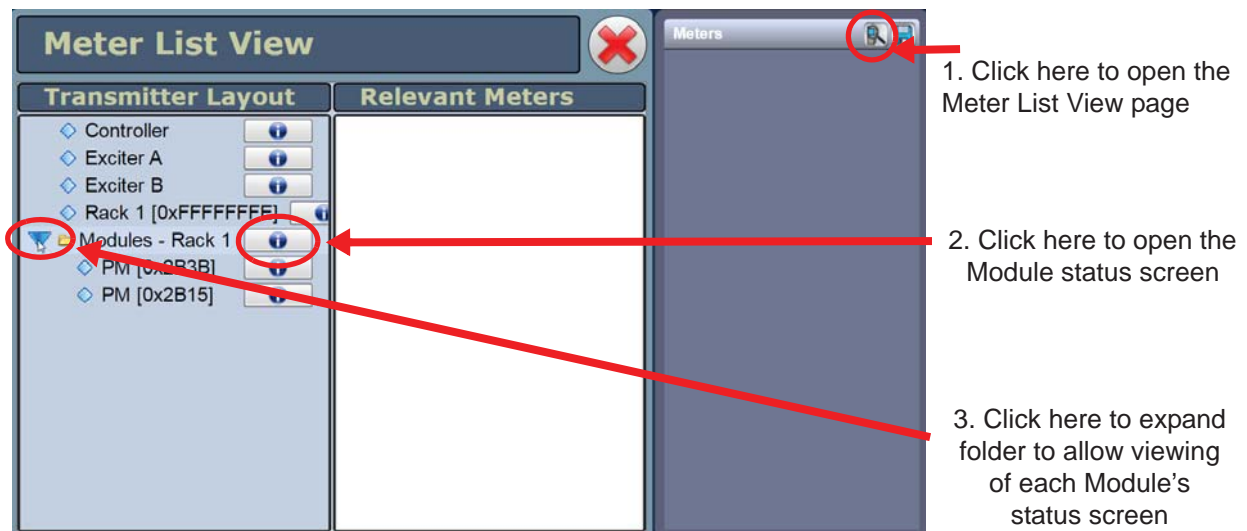 Meter List View
Meters
Transmitter Layout
Relevant Meters
Controller
Exciter A
Exciter B
Rack 1 [0xFFFFFFFF]
Modules - Rack 1
PM [0x2B3B]
PM [0x2B15]
1. Click here to open the
Meter List View page
2. Click here to open the
Module status screen
3. Click here to expand
folder to allow viewing
of each Module's
status screen